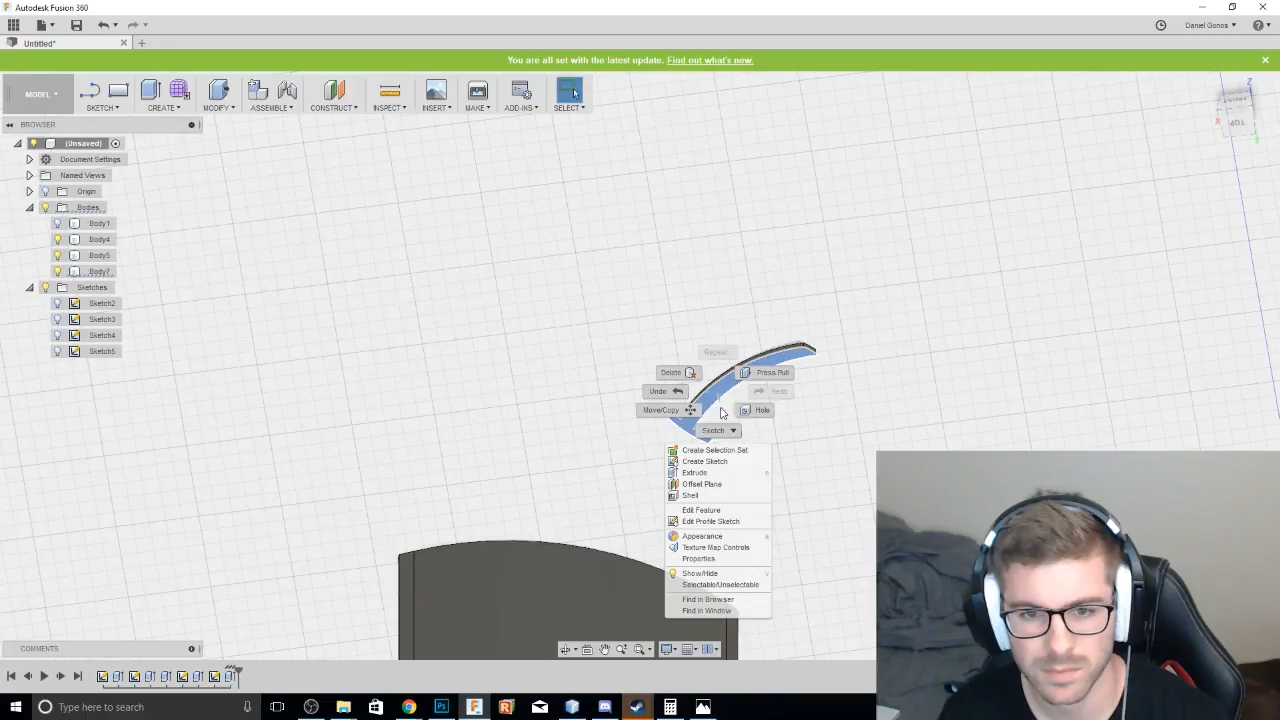 Autodesk Fusion 360
Daniel Gonos
Untitled*
You are all set with the latest update. Find out what's new.
MODEL
SKETCH
CREATE
MODIFY
ASSEMBLE
CONSTRUCT
INSPECT
INSERT
MAKE
ADD-INS
SELECT
BROWSER
(Unsaved)
Document Settings
Named Views
Origin
Bodies
Body1
Body4
Body5
Body7
Sketches
Sketch2
Sketch3
Sketch4
Sketch5
Z
X
TOP
Repeat...
Delete
Press Pull
Undo
Redo
Move/Copy
Hole
Sketch
Create Selection Set
Create Sketch
Extrude
Offset Plane
Shell
Edit Feature
Edit Profile Sketch
Appearance
Texture Map Controls
Properties
Show/Hide
Selectable/Unselectable
Find in Browser
Find in Window
COMMENTS
Type here to search